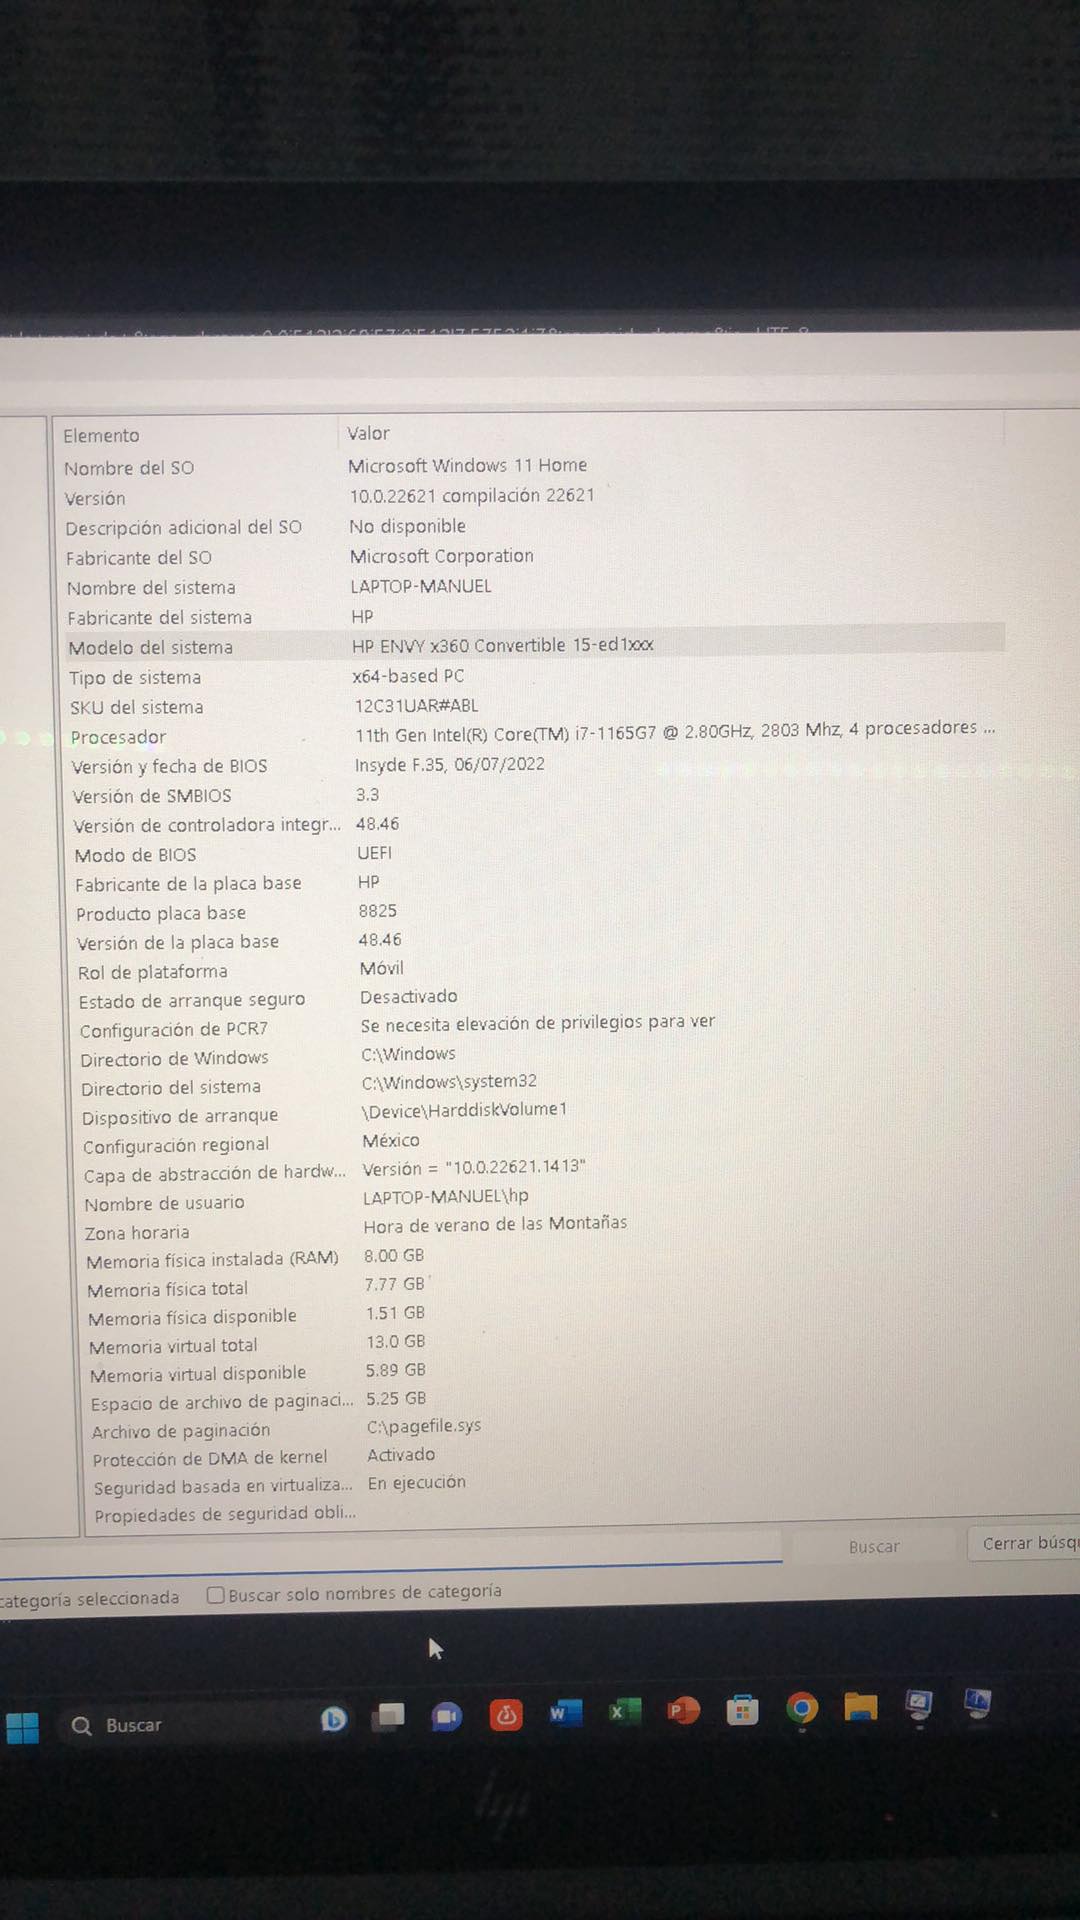 Elemento Valor
Nombre del SO Microsoft Windows 11 Home
Versión 10.0.22621 compilación 22621
Descripción adicional del SO No disponible
Fabricante del SO Microsoft Corporation
Nombre del sistema LAPTOP-MANUEL
Fabricante del sistema HP
Modelo del sistema HP ENVY x360 Convertible 15-ed1xxx
Tipo de sistema x64-based PC
SKU del sistema 12C31UAR#ABL
Procesador 11th Gen Intel(R) Core(TM) i7-1165G7 @ 2.80GHz, 2803 Mhz, 4 procesadores ...
Versión y fecha de BIOS Insyde F.35, 06/07/2022
Versión de SMBIOS 3.3
Versión de controladora integr... 48.46
Modo de BIOS UEFI
Fabricante de la placa base HP
Producto placa base 8825
Versión de la placa base 48.46
Rol de plataforma Móvil
Estado de arranque seguro Desactivado
Configuración de PCR7 Se necesita elevación de privilegios para ver
Directorio de Windows C:\Windows
Directorio del sistema C:\Windows\system32
Dispositivo de arranque \Device\HarddiskVolume1
Configuración regional México
Capa de abstracción de hardw... Versión = "10.0.22621.1413"
Nombre de usuario LAPTOP-MANUEL\hp
Zona horaria Hora de verano de las Montañas
Memoria física instalada (RAM) 8.00 GB
Memoria física total 7.77 GB
Memoria física disponible 1.51 GB
Memoria virtual total 13.0 GB
Memoria virtual disponible 5.89 GB
Espacio de archivo de paginaci... 5.25 GB
Archivo de paginación C:\pagefile.sys
Protección de DMA de kernel Activado
Seguridad basada en virtualiza... En ejecución
Propiedades de seguridad obli...
Buscar Cerrar búsqu
categoría seleccionada Buscar solo nombres de categoría
Buscar
hp